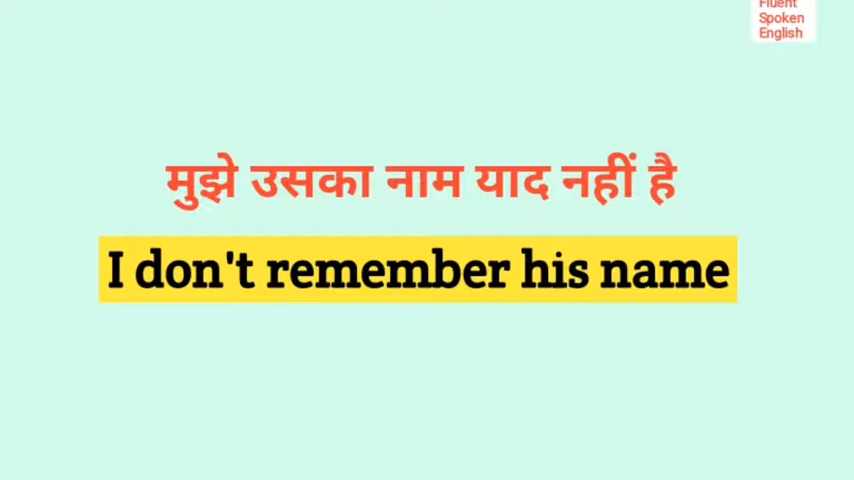 Fluent
Spoken
English
मुझे उसका नाम याद नहीं है
I don't remember his name